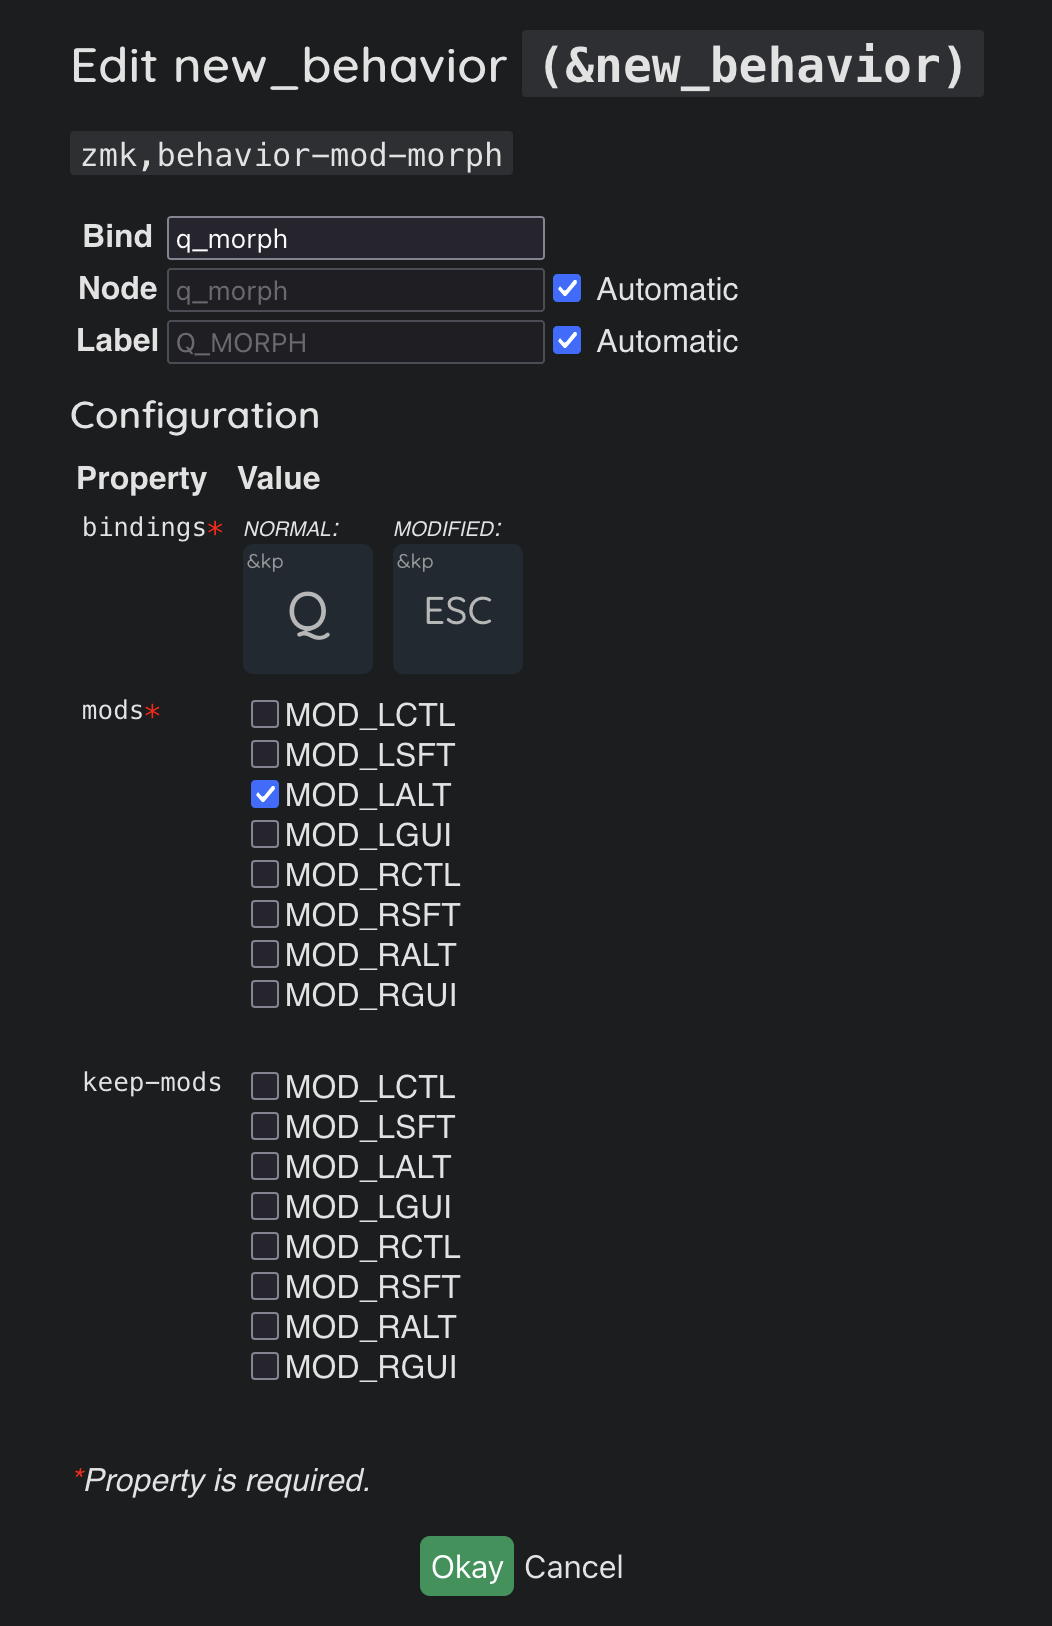 Edit new_behavior (&new_behavior)
zmk,behavior-mod-morph
Bind q_morph
Node q_morph Automatic
Label Q_MORPH Automatic
Configuration
Property Value
bindings* NORMAL: MODIFIED:
&kp &kp
Q ESC
mods* MOD_LCTL
MOD_LSFT
MOD_LALT
MOD_LGUI
MOD_RCTL
MOD_RSFT
MOD_RALT
MOD_RGUI
keep-mods MOD_LCTL
MOD_LSFT
MOD_LALT
MOD_LGUI
MOD_RCTL
MOD_RSFT
MOD_RALT
MOD_RGUI
*Property is required.
Okay Cancel